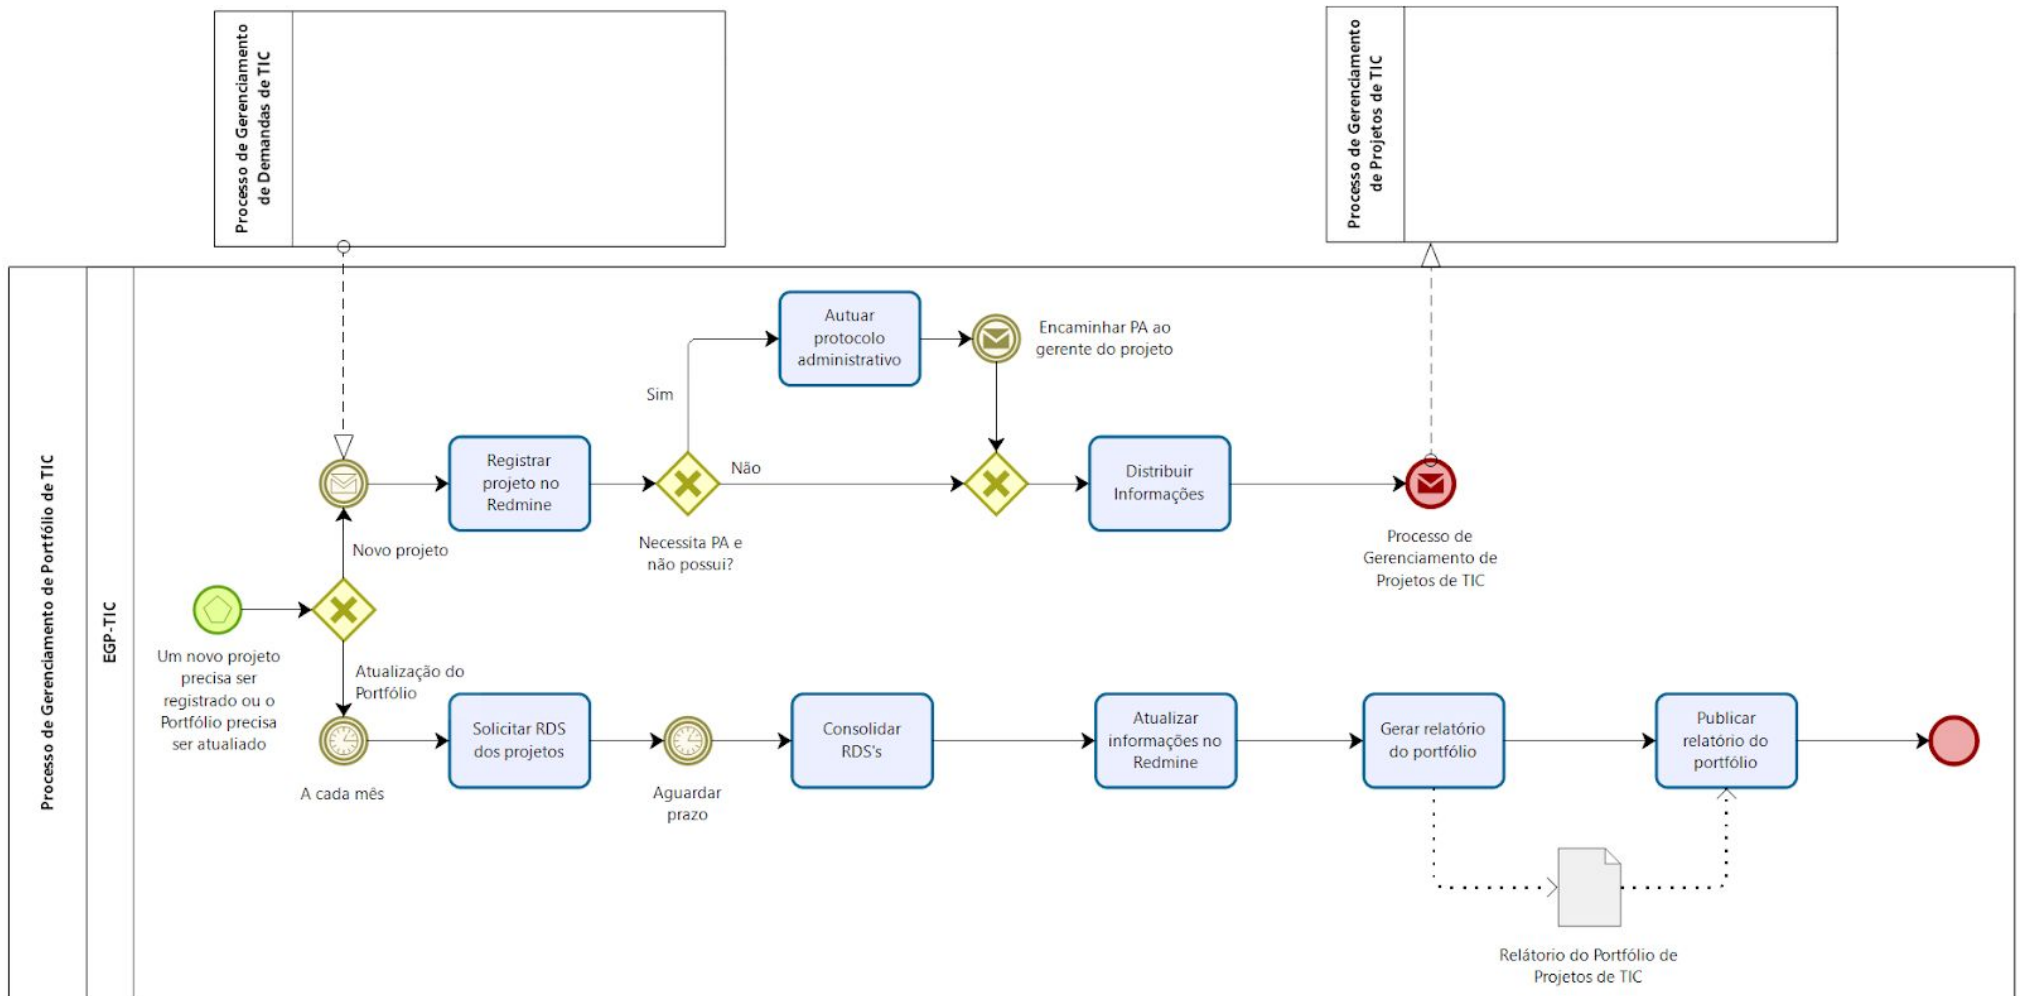 Processo de Gerenciamento
de Demandas de TIC
Processo de Gerenciamento
de Projetos de TIC
Processo de Gerenciamento de Portfólio de TIC
EGP-TIC
Autuar
protocolo
administrativo
Encaminhar PA ao
gerente do projeto
Sim
Registrar
projeto no
Redmine
Não
Necessita PA e
não possui?
Distribuir
Informações
Processo de
Gerenciamento de
Projetos de TIC
Novo projeto
Um novo projeto
precisa ser
registrado ou o
Portfólio precisa
ser atualiado
Atualização do
Portfólio
A cada mês
Solicitar RDS
dos projetos
Aguardar
prazo
Consolidar
RDS's
Atualizar
informações no
Redmine
Gerar relatório
do portfólio
Publicar
relatório do
portfólio
Relátorio do Portfólio de
Projetos de TIC